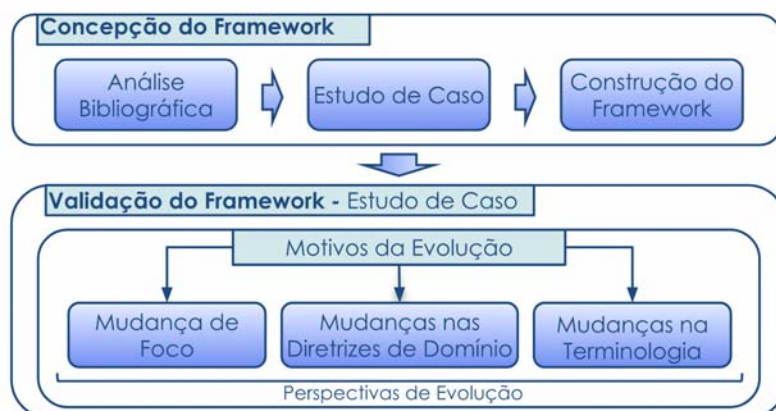 Concepção do Framework
Análise
Bibliográfica
Estudo de Caso
Construção do
Framework
Validação do Framework - Estudo de Caso
Motivos da Evolução
Mudança de
Foco
Mudanças nas
Diretrizes de Domínio
Mudanças na
Terminologia
Perspectivas de Evolução